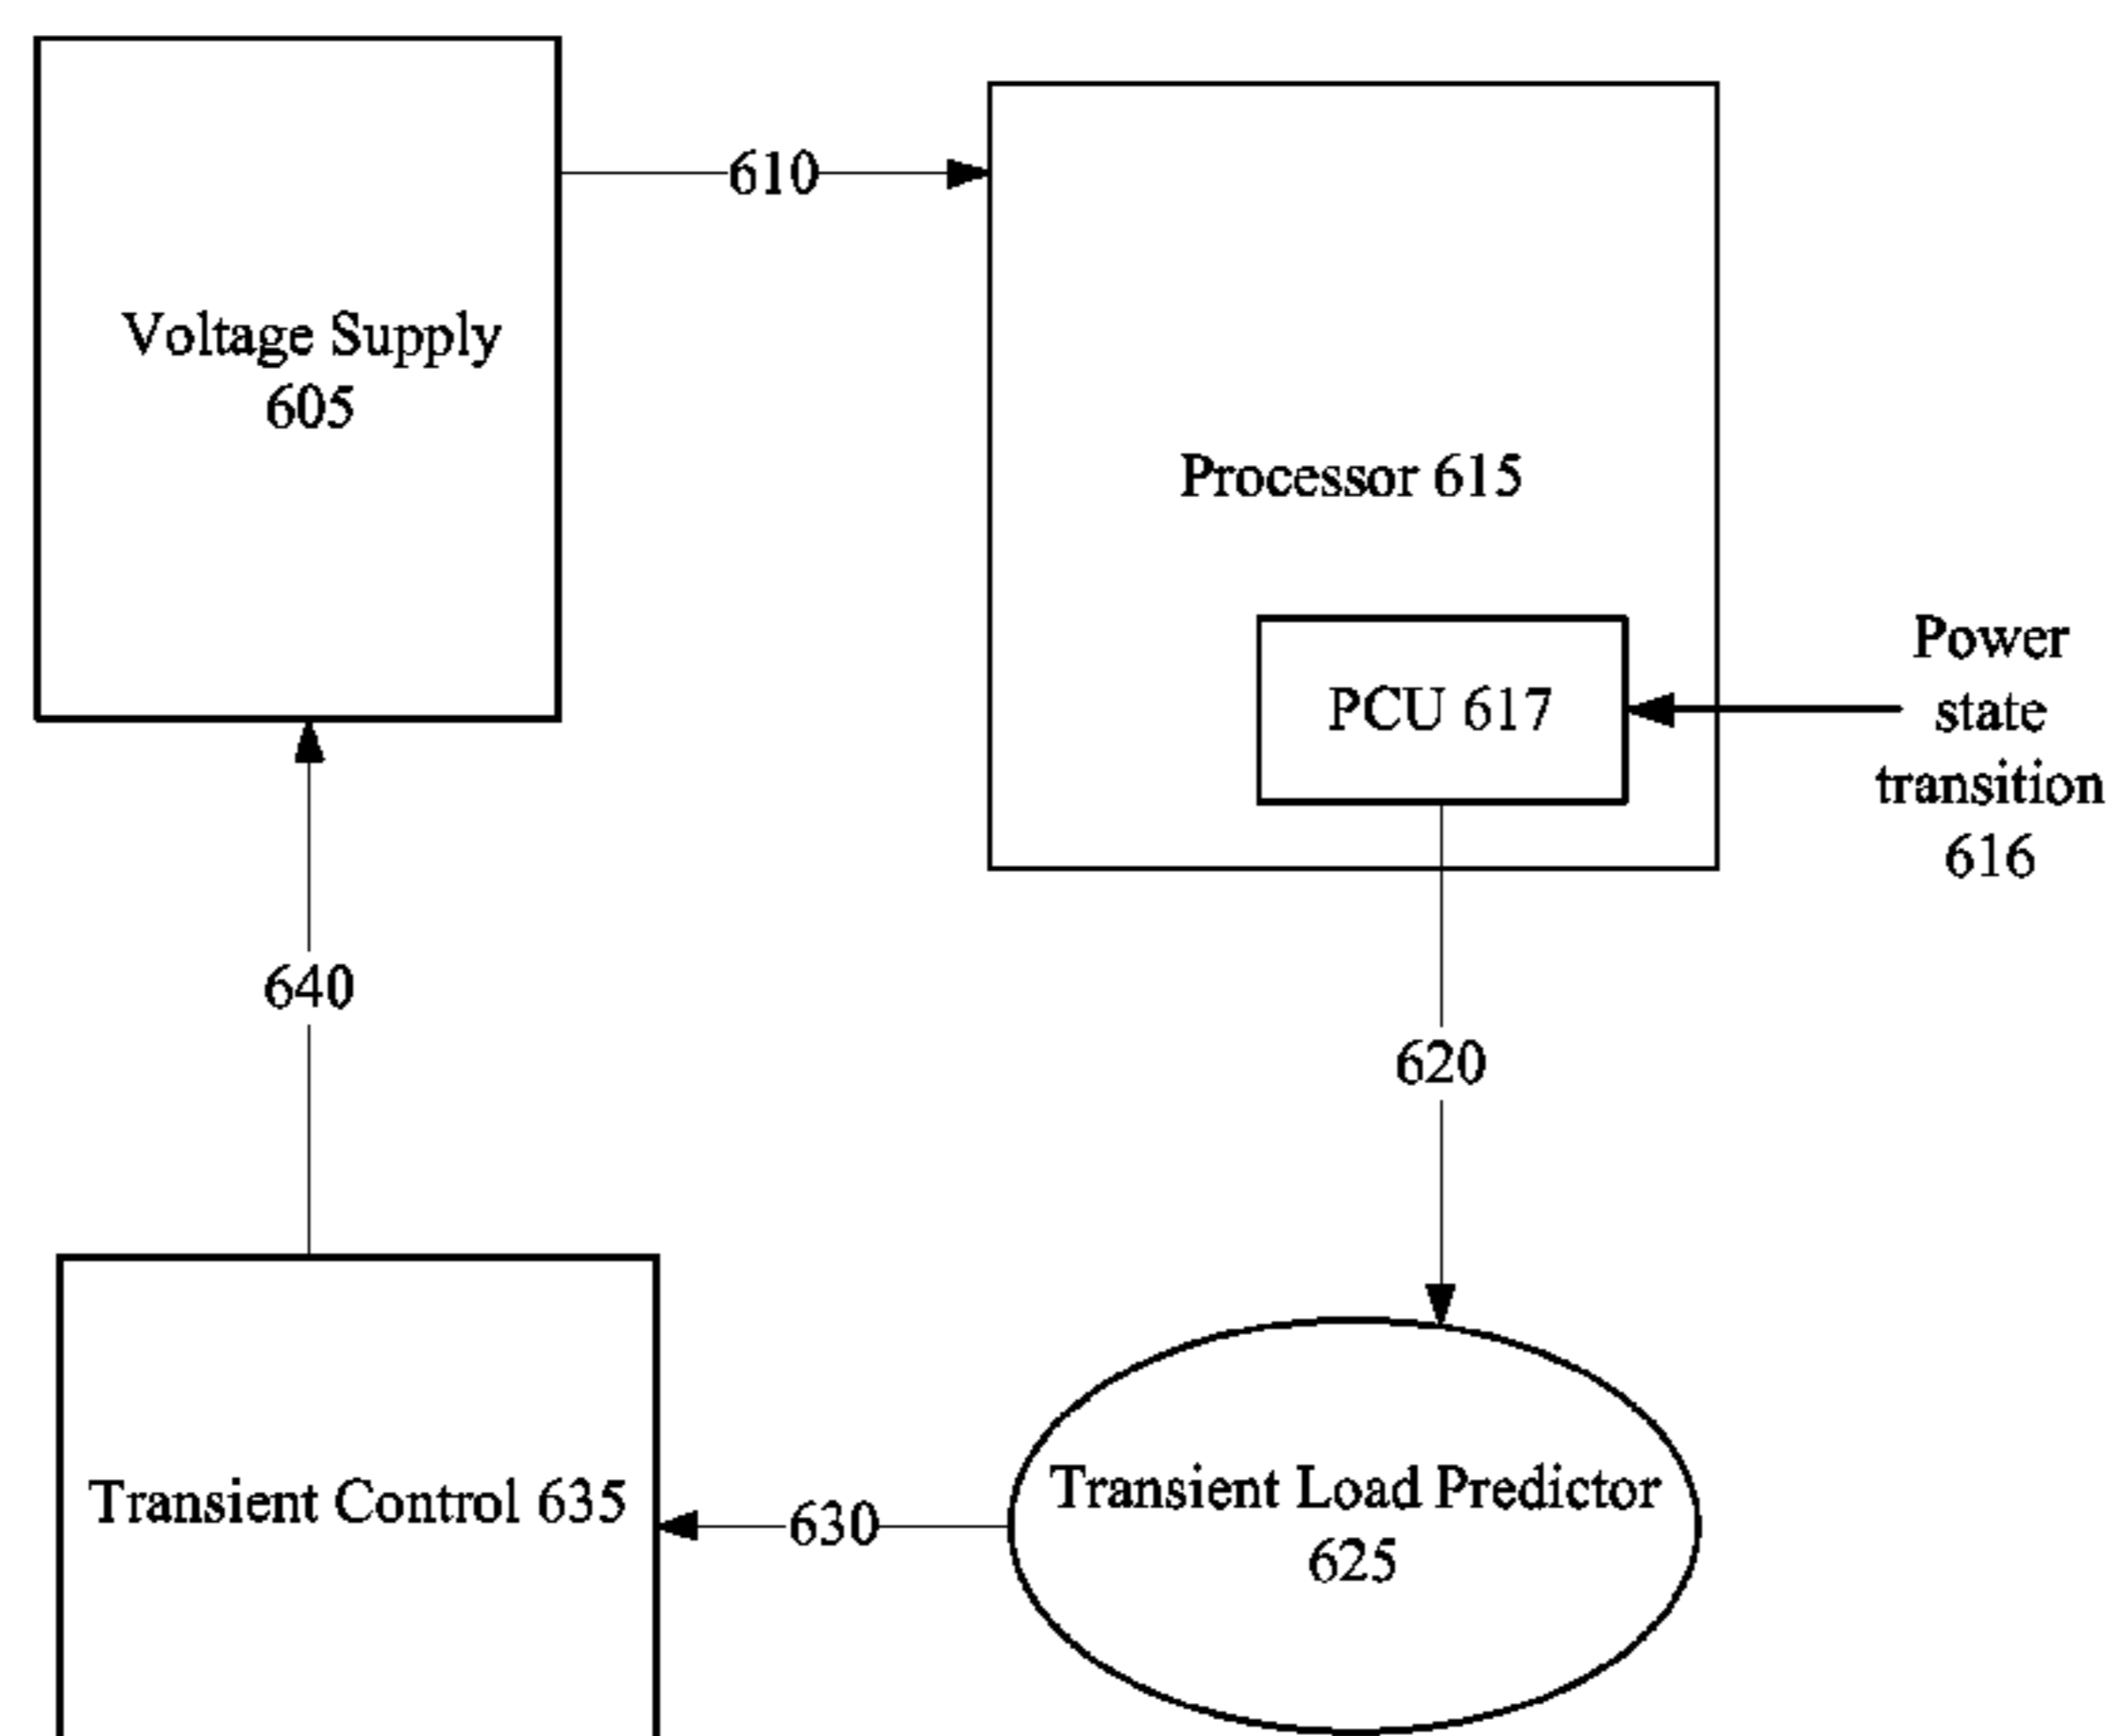 Voltage Supply
605
610
Processor 615
PCU 617
Power
state
transition
616
640
620
Transient Control 635
630
Transient Load Predictor
625